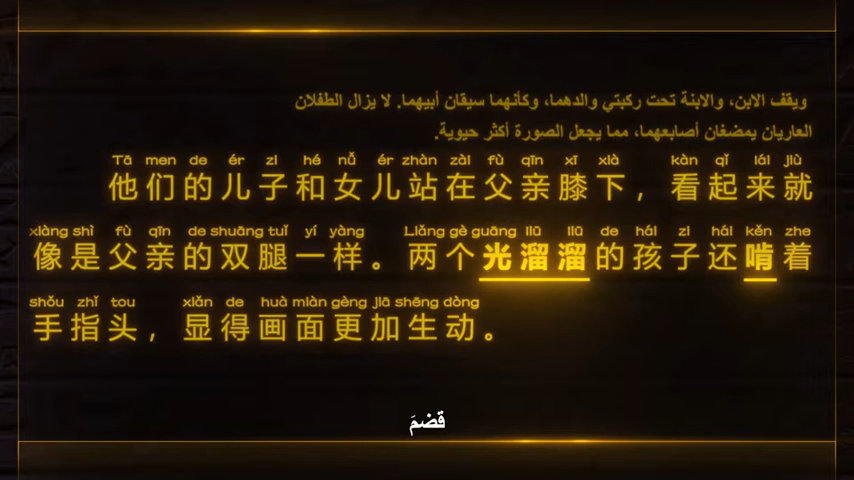 ويقف الابن، والابنة تحت ركبتي والدهما، وكأنهما سيقان أبيهما. لا يزال الطفلان
العاريان يمضغان أصابعهما، مما يجعل الصورة أكثر حيوية.
Tā men de ér zi hé nǚ ér zhàn zài fù qīn xī xià kàn qǐ lái jiù
他们的儿子和女儿站在父亲膝下，看起来就
xiàng shì fù qīn de shuāng tuǐ yí yàng Liǎng gè guāng liū liū de hái zi hái kěn zhe
像是父亲的双腿一样。两个光溜溜的孩子还啃着
shǒu zhǐ tou xiǎn de huà miàn gèng jiā shēng dòng
手指头，显得画面更加生动。
قضمَ